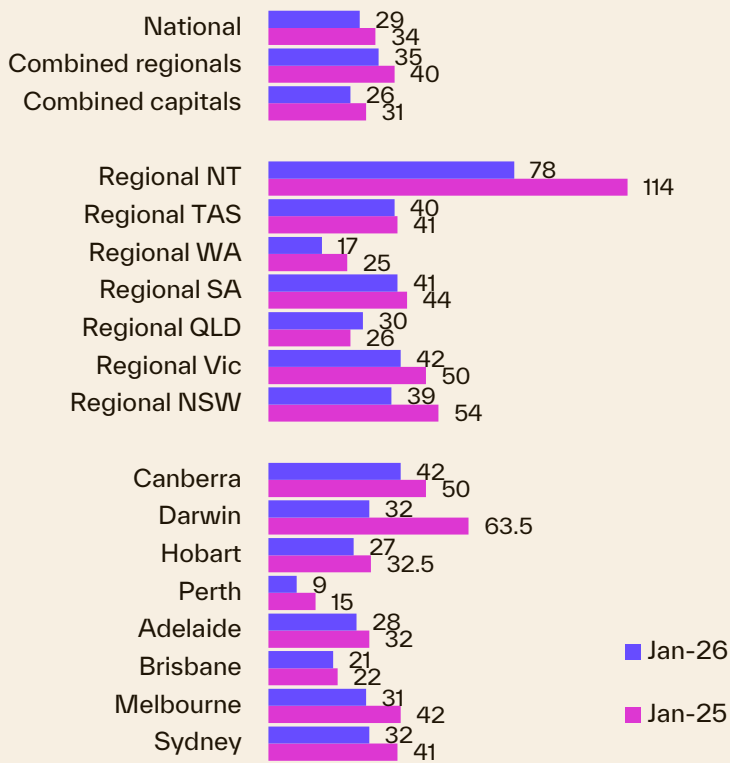 National 29
34
Combined regionals 35
40
Combined capitals 26
31
Regional NT 78
114
Regional TAS 40
41
Regional WA 17
25
Regional SA 41
44
Regional QLD 30
26
Regional Vic 42
50
Regional NSW 39
54
Canberra 42
50
Darwin 32
63.5
Hobart 27
32.5
Perth 9
15
Adelaide 28
32
Brisbane 21
22
Melbourne 31
42
Sydney 32
41
Jan-26
Jan-25